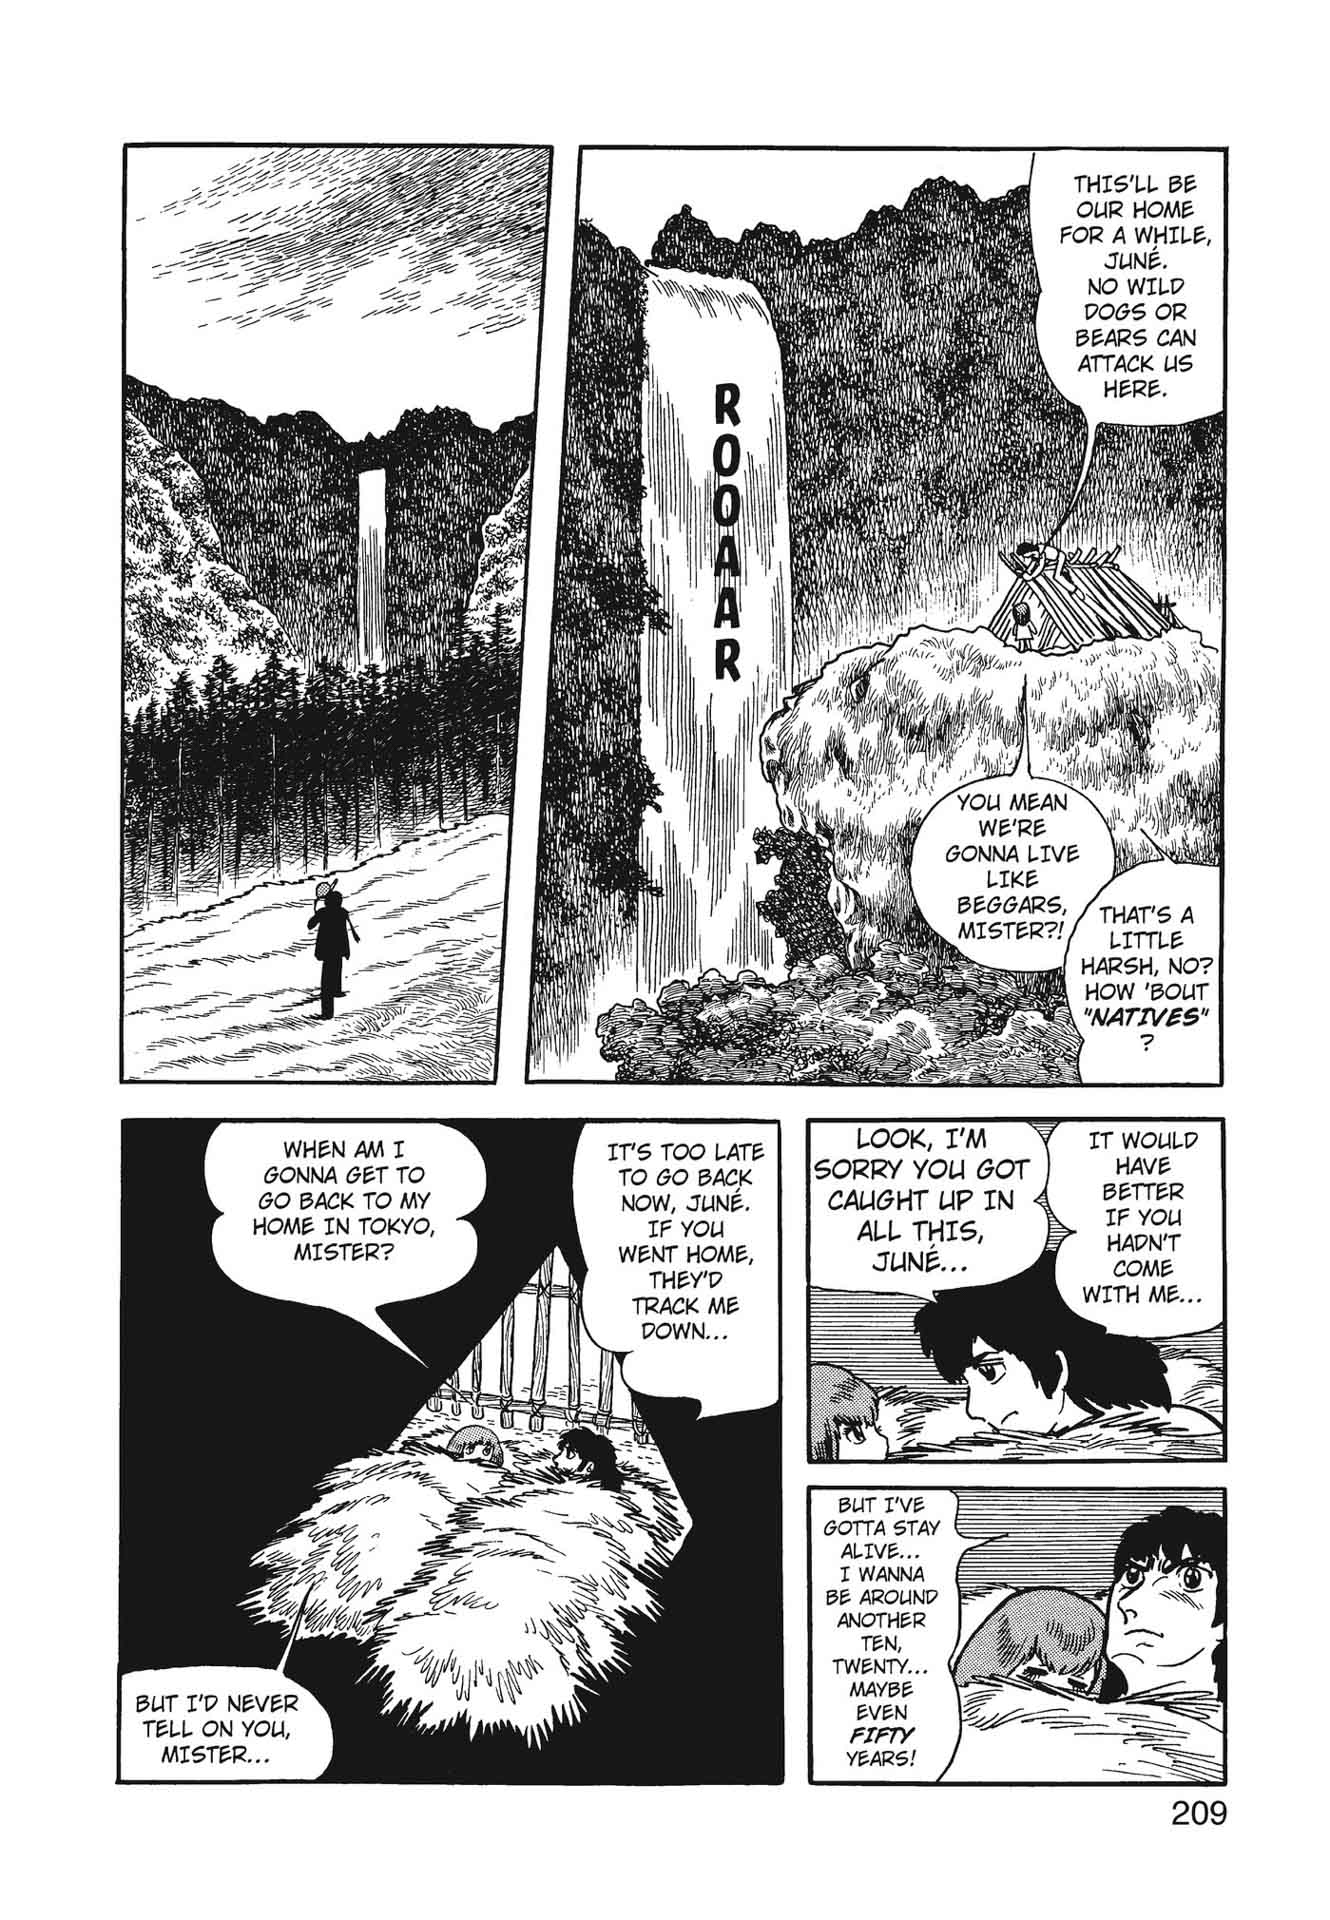 THIS'LL BE
OUR HOME
FOR A WHILE,
JUNÉ.
NO WILD
DOGS OR
BEARS CAN
ATTACK US
HERE.
ROOAAR
YOU MEAN
WE'RE
GONNA LIVE
LIKE
BEGGARS,
MISTER?!
THAT'S A
LITTLE
HARSH, NO?
HOW 'BOUT
"NATIVES"
?
WHEN AM I
GONNA GET TO
GO BACK TO MY
HOME IN TOKYO,
MISTER?
IT'S TOO LATE
TO GO BACK
NOW, JUNÉ.
IF YOU
WENT HOME,
THEY'D
TRACK ME
DOWN...
BUT I'D NEVER
TELL ON YOU,
MISTER...
LOOK, I'M
SORRY YOU GOT
CAUGHT UP IN
ALL THIS,
JUNÉ...
IT WOULD
HAVE
BETTER
IF YOU
HADN'T
COME
WITH ME...
BUT I'VE
GOTTA STAY
ALIVE...
I WANNA
BE AROUND
ANOTHER
TEN,
TWENTY...
MAYBE
EVEN
FIFTY
YEARS!
209